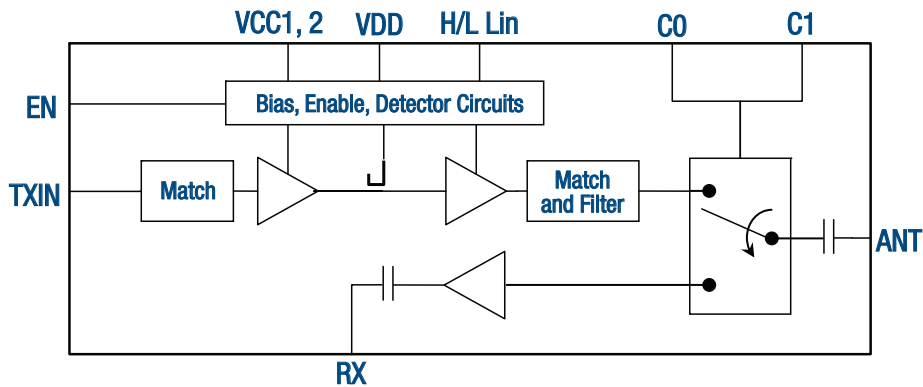 VCC1, 2
VDD
H/L Lin
C0
C1
EN
Bias, Enable, Detector Circuits
TXIN
Match
Match
and Filter
ANT
RX